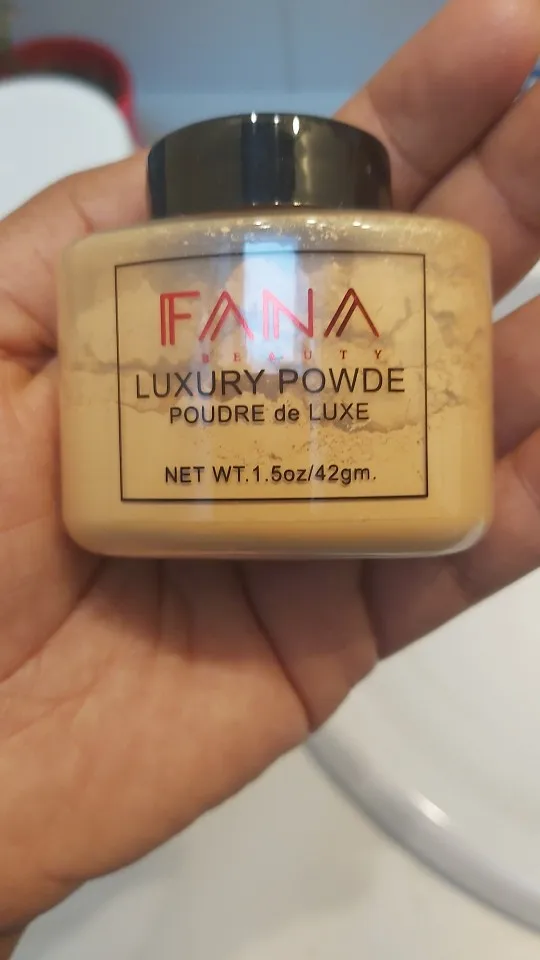 FANA
BEAUTY
LUXURY POWDE
POUDRE de LUXE
NET WT.1.5oz/42gm.